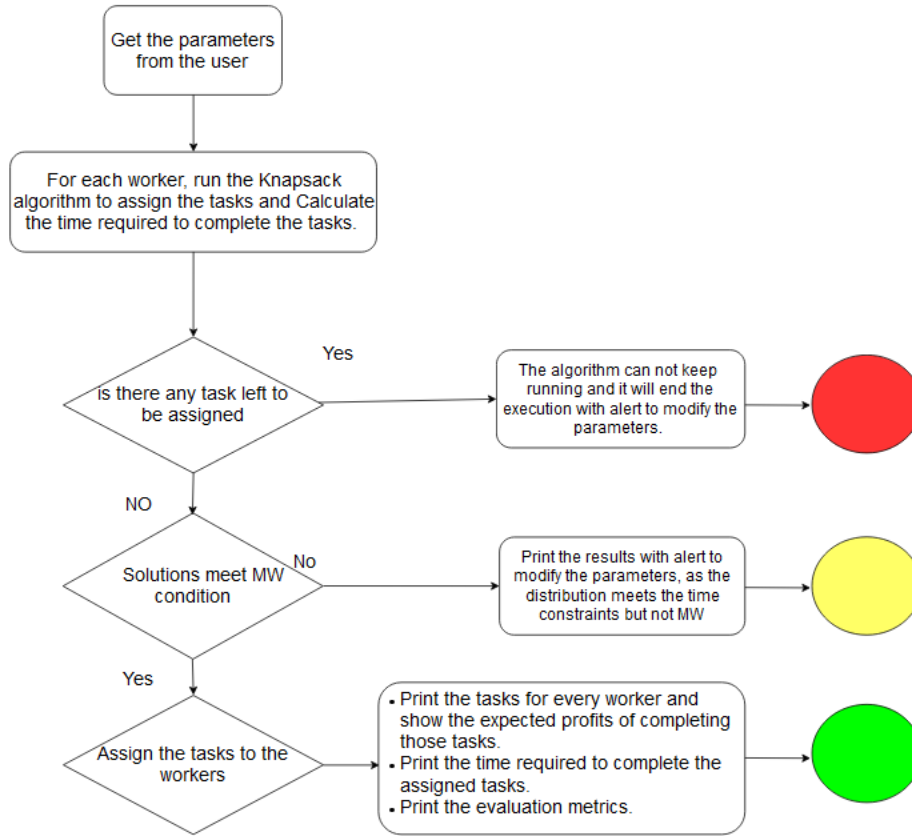 Get the parameters
from the user
For each worker, run the Knapsack
algorithm to assign the tasks and Calculate
the time required to complete the tasks.
Yes
is there any task left to
be assigned
The algorithm can not keep
running and it will end the
execution with alert to modify the
parameters.
NO
No
Solutions meet MW
condition
Print the results with alert to
modify the parameters, as the
distribution meets the time
constraints but not MW
Yes
Assign the tasks to the
workers
• Print the tasks for every worker and
show the expected profits of completing
those tasks.
• Print the time required to complete the
assigned tasks.
• Print the evaluation metrics.